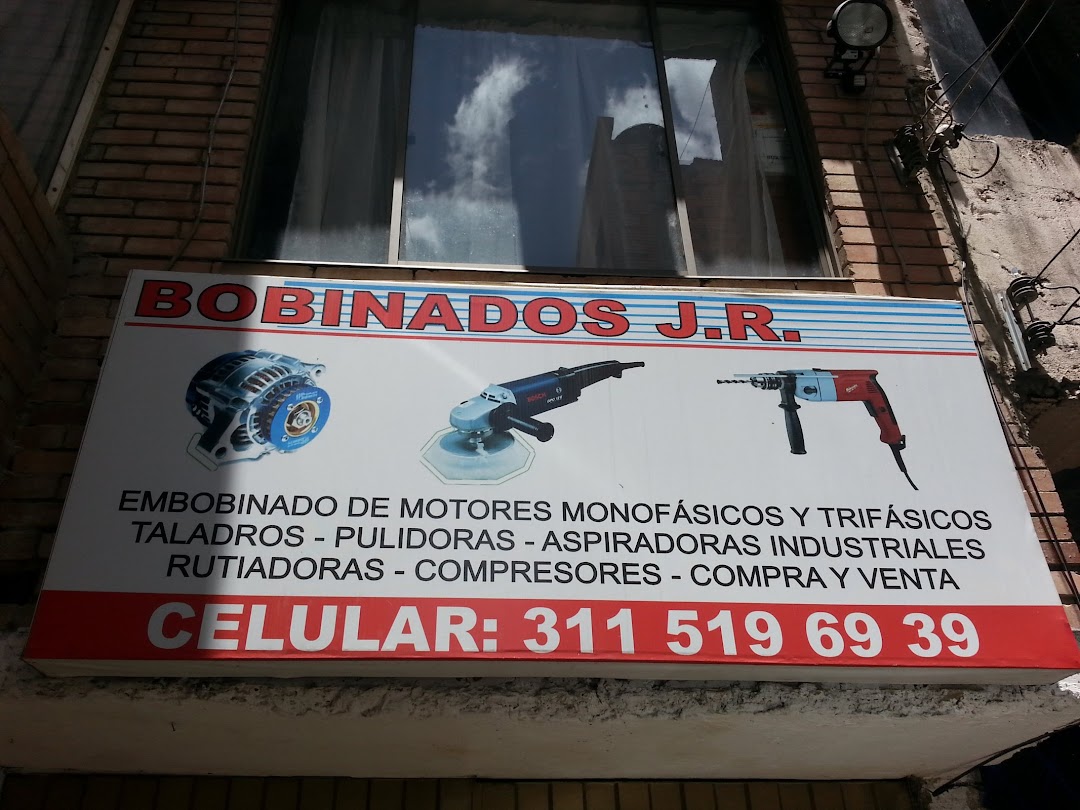 BOBINADOS J.R.
BOSCH
EMBOBINADO DE MOTORES MONOFÁSICOS Y TRIFÁSICOS
TALADROS - PULIDORAS - ASPIRADORAS INDUSTRIALES
RUTIADORAS - COMPRESORES - COMPRA Y VENTA
CELULAR: 311 519 69 39